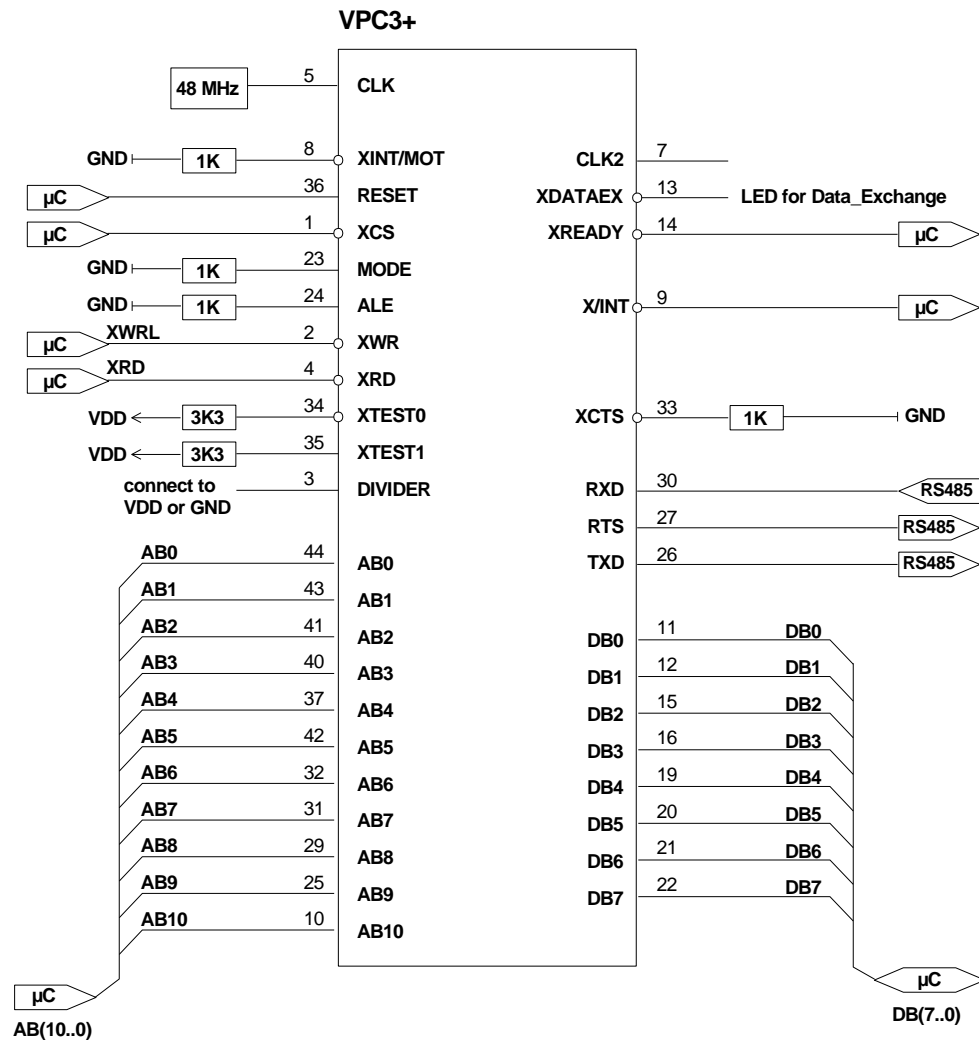 VPC3+
48 MHz 5 CLK
GND 1K 8 XINT/MOT
µC 36 RESET
µC 1 XCS
GND 1K 23 MODE
GND 1K 24 ALE
µC XWRL 2 XWR
µC XRD 4 XRD
VDD 3K3 34 XTEST0
VDD 3K3 35 XTEST1
connect to
VDD or GND
3 DIVIDER
AB0 44 AB0
AB1 43 AB1
AB2 41 AB2
AB3 40 AB3
AB4 37 AB4
AB5 42 AB5
AB6 32 AB6
AB7 31 AB7
AB8 29 AB8
AB9 25 AB9
AB10 10 AB10
µC
AB(10..0)
CLK2 7
XDATAEX 13 LED for Data_Exchange
XREADY 14 µC
X/INT 9 µC
XCTS 33 1K GND
RXD 30 RS485
RTS 27 RS485
TXD 26 RS485
DB0 11 DB0
DB1 12 DB1
DB2 15 DB2
DB3 16 DB3
DB4 19 DB4
DB5 20 DB5
DB6 21 DB6
DB7 22 DB7
µC
DB(7..0)